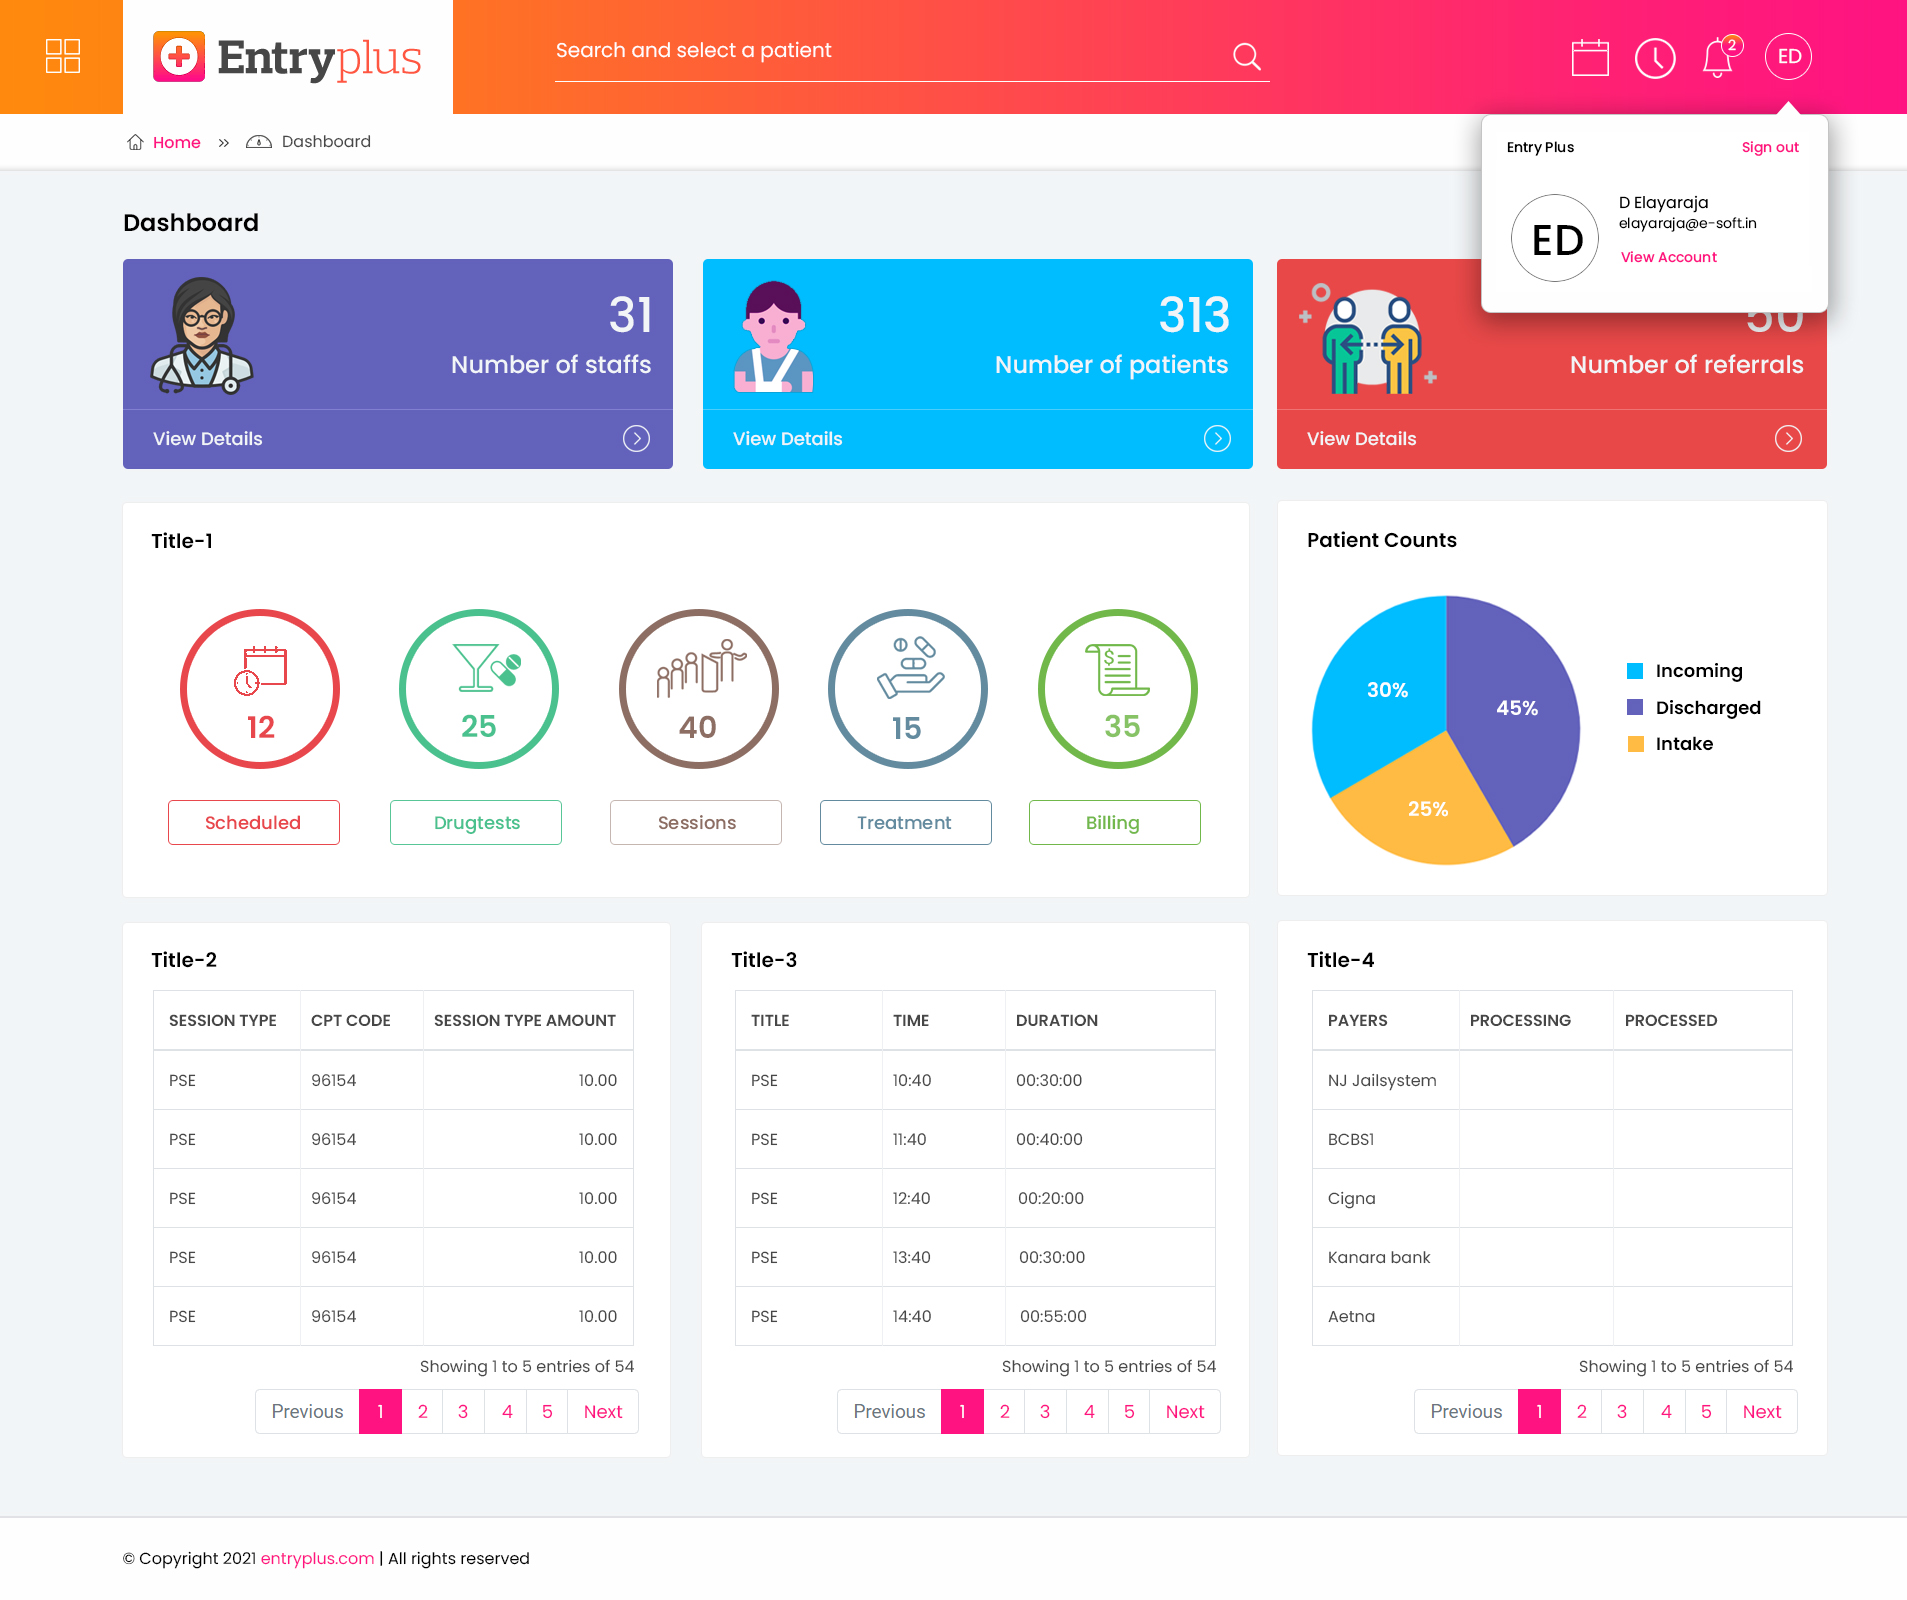 Entryplus
Search and select a patient
2
ED
Home » Dashboard
Entry Plus
Sign out
ED
D Elayaraja
elayaraja@e-soft.in
View Account
Dashboard
31
Number of staffs
View Details
313
Number of patients
View Details
Number of referrals
View Details
Title-1
12
25
40
15
35
Scheduled
Drugtests
Sessions
Treatment
Billing
Patient Counts
30%
45%
25%
Incoming
Discharged
Intake
Title-2
SESSION TYPE CPT CODE SESSION TYPE AMOUNT
PSE 96154 10.00
PSE 96154 10.00
PSE 96154 10.00
PSE 96154 10.00
PSE 96154 10.00
Showing 1 to 5 entries of 54
Previous 1 2 3 4 5 Next
Title-3
TITLE TIME DURATION
PSE 10:40 00:30:00
PSE 11:40 00:40:00
PSE 12:40 00:20:00
PSE 13:40 00:30:00
PSE 14:40 00:55:00
Showing 1 to 5 entries of 54
Previous 1 2 3 4 5 Next
Title-4
PAYERS PROCESSING PROCESSED
NJ Jailsystem
BCBS1
Cigna
Kanara bank
Aetna
Showing 1 to 5 entries of 54
Previous 1 2 3 4 5 Next
© Copyright 2021 entryplus.com | All rights reserved